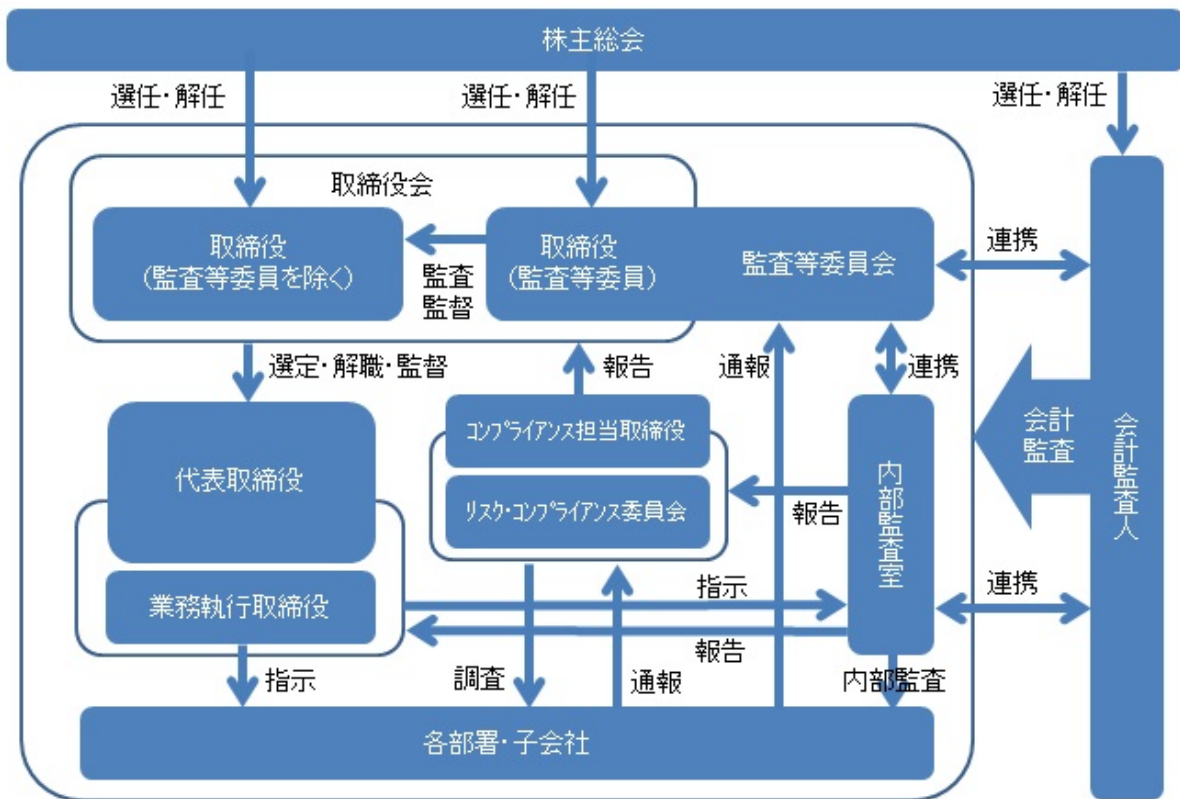 株主総会
選任・解任
選任・解任
選任・解任
取締役会
取締役
(監査等委員を除く)
監査
監督
取締役
(監査等委員)
監査等委員会
連携
選定・解職・監督
報告
通報
連携
代表取締役
コンプライアンス担当取締役
リスク・コンプライアンス委員会
報告
内部監査室
会計
監査
会計監査人
業務執行取締役
指示
報告
連携
指示
調査
通報
内部監査
各部署・子会社